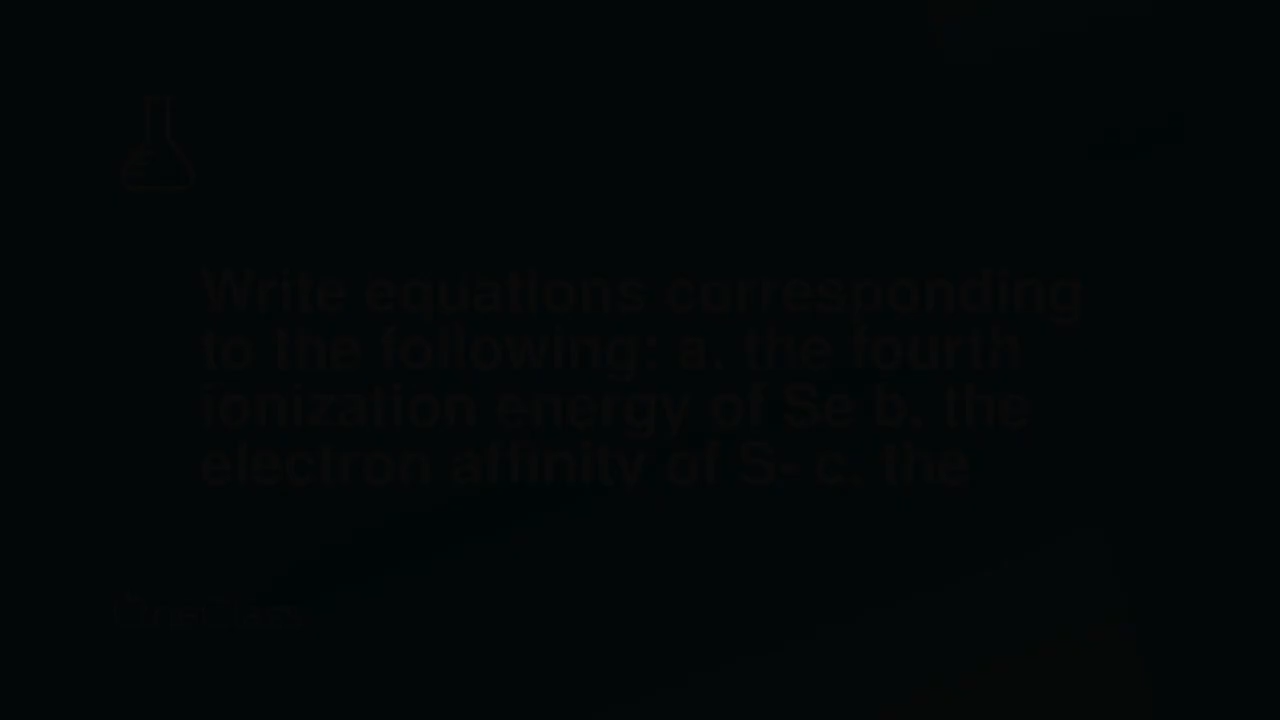 Write equations corresponding
to the following: a. the fourth
ionization energy of Se b. the
electron affinity of S- c. the